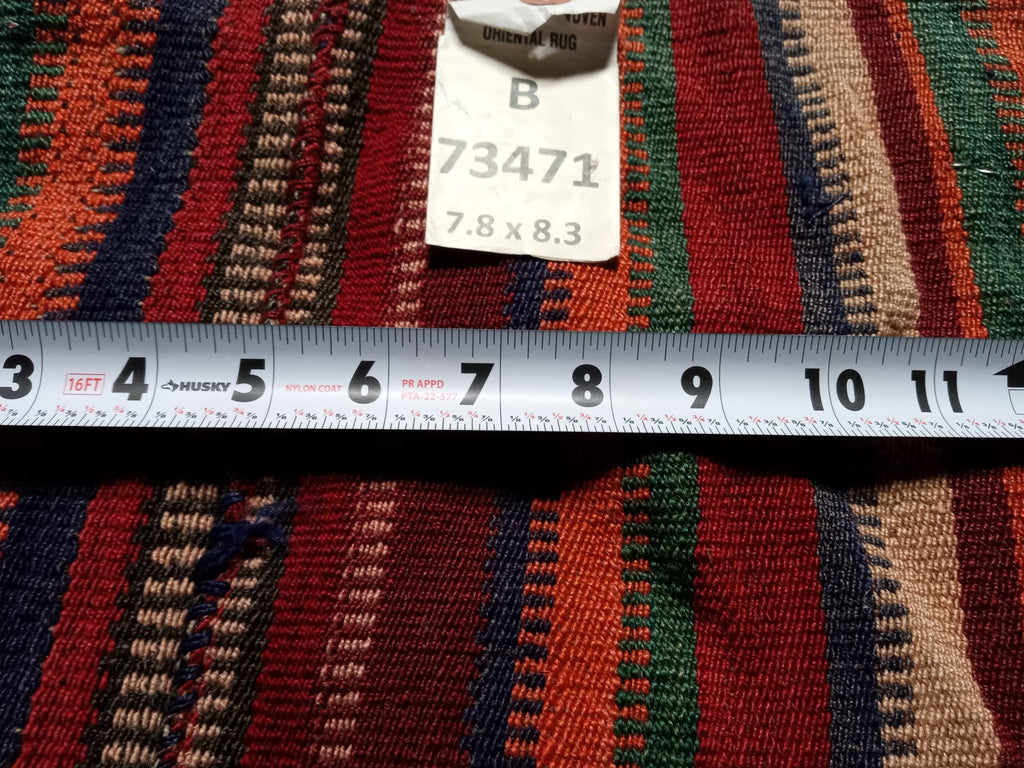 ORIENTAL RUG
B
73471
7.8 x 8.3
3 16FT 4 HUSKY 5 NYLON COAT 6 PR APPD PTA-22-577 7 8 9 10 11